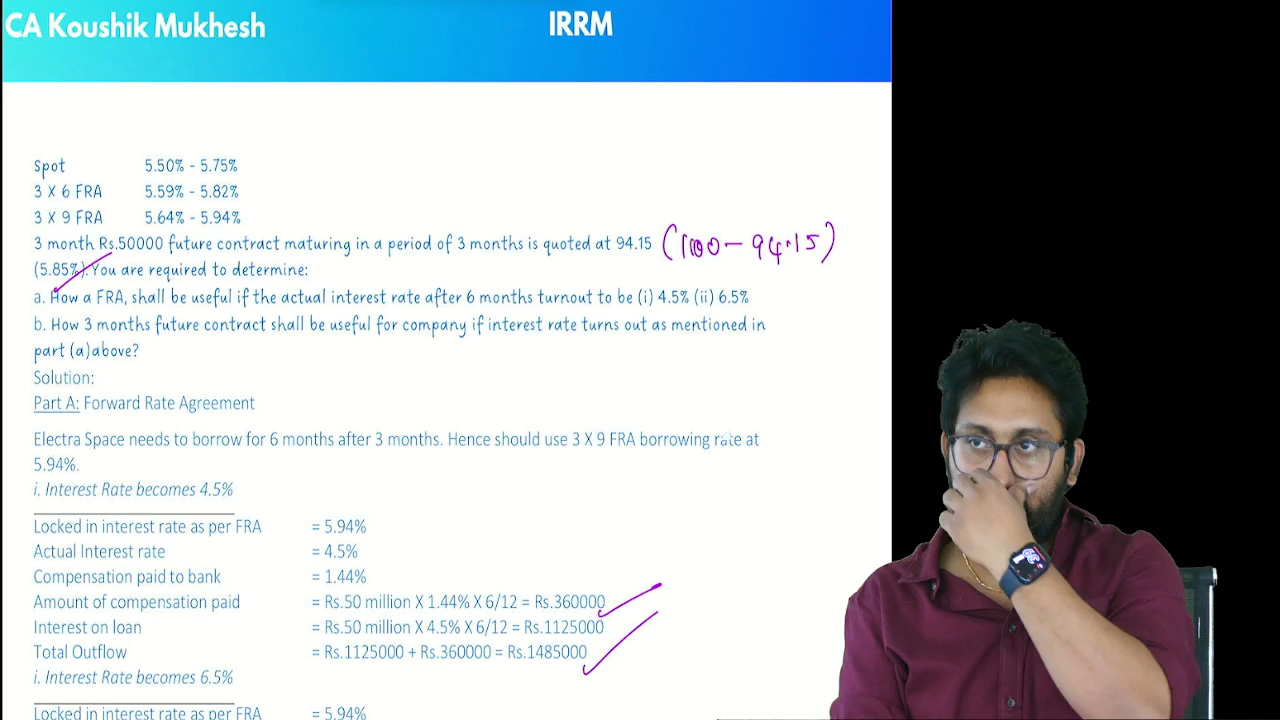 CA Koushik Mukhesh
IRRM
Spot 5.50% - 5.75%
3 X 6 FRA 5.59% - 5.82%
3 X 9 FRA 5.64% - 5.94%
3 month Rs.50000 future contract maturing in a period of 3 months is quoted at 94.15 (100 - 94.15)
(5.85%). You are required to determine:
a. How a FRA, shall be useful if the actual interest rate after 6 months turnout to be (i) 4.5% (ii) 6.5%
b. How 3 months future contract shall be useful for company if interest rate turns out as mentioned in
part (a)above?
Solution:
Part A: Forward Rate Agreement
Electra Space needs to borrow for 6 months after 3 months. Hence should use 3 X 9 FRA borrowing rate at
5.94%.
i. Interest Rate becomes 4.5%
Locked in interest rate as per FRA = 5.94%
Actual Interest rate = 4.5%
Compensation paid to bank = 1.44%
Amount of compensation paid = Rs.50 million X 1.44% X 6/12 = Rs.360000
Interest on loan = Rs.50 million X 4.5% X 6/12 = Rs.1125000
Total Outflow = Rs.1125000 + Rs.360000 = Rs.1485000
i. Interest Rate becomes 6.5%
Locked in interest rate as per FRA = 5.94%